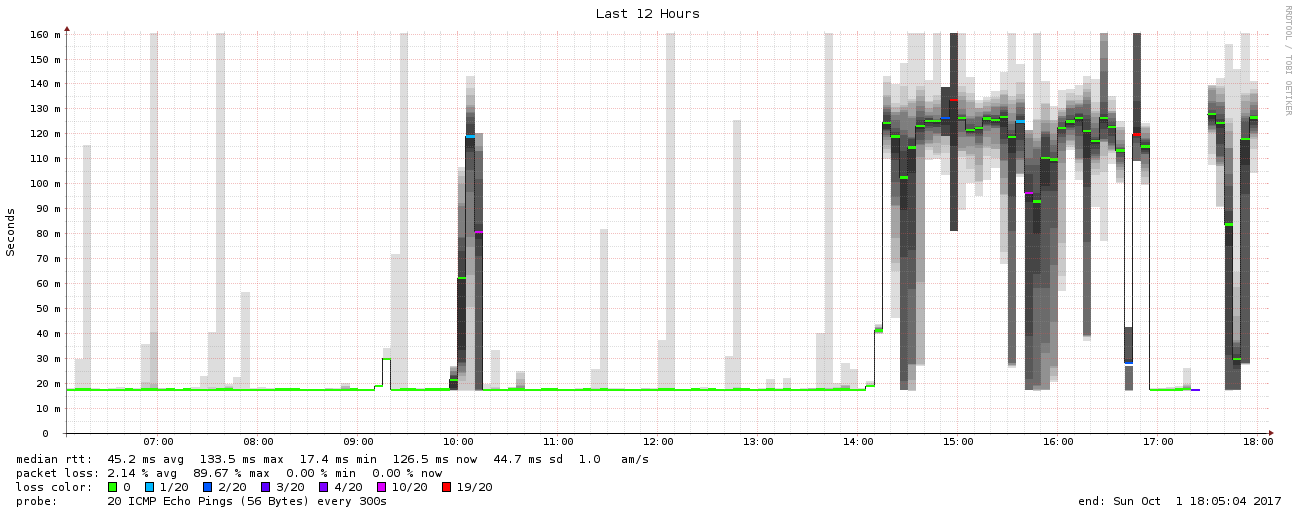 Last 12 Hours
RRDTOOL / TOBI OETIKER
Seconds
160 m
150 m
140 m
130 m
120 m
110 m
100 m
90 m
80 m
70 m
60 m
50 m
40 m
30 m
20 m
10 m
0
07:00 08:00 09:00 10:00 11:00 12:00 13:00 14:00 15:00 16:00 17:00 18:00
median rtt: 45.2 ms avg 133.5 ms max 17.4 ms min 126.5 ms now 44.7 ms sd 1.0 am/s
packet loss: 2.14 % avg 89.67 % max 0.00 % min 0.00 % now
loss color: 0 1/20 2/20 3/20 4/20 10/20 19/20
probe: 20 ICMP Echo Pings (56 Bytes) every 300s end: Sun Oct 1 18:05:04 2017